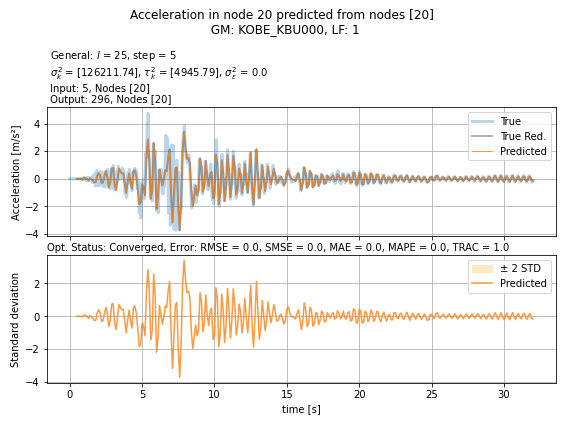 Acceleration in node 20 predicted from nodes [20]
GM: KOBE_KBU000, LF: 1
General: l = 25, step = 5
σ²ₖ = [126211.74], τ²ₖ = [4945.79], σ²ε = 0.0
Input: 5, Nodes [20]
Output: 296, Nodes [20]
Acceleration [m/s²]
4
2
0
−2
−4
True
True Red.
Predicted
Opt. Status: Converged, Error: RMSE = 0.0, SMSE = 0.0, MAE = 0.0, MAPE = 0.0, TRAC = 1.0
Standard deviation
2
0
−2
−4
± 2 STD
Predicted
0 5 10 15 20 25 30
time [s]